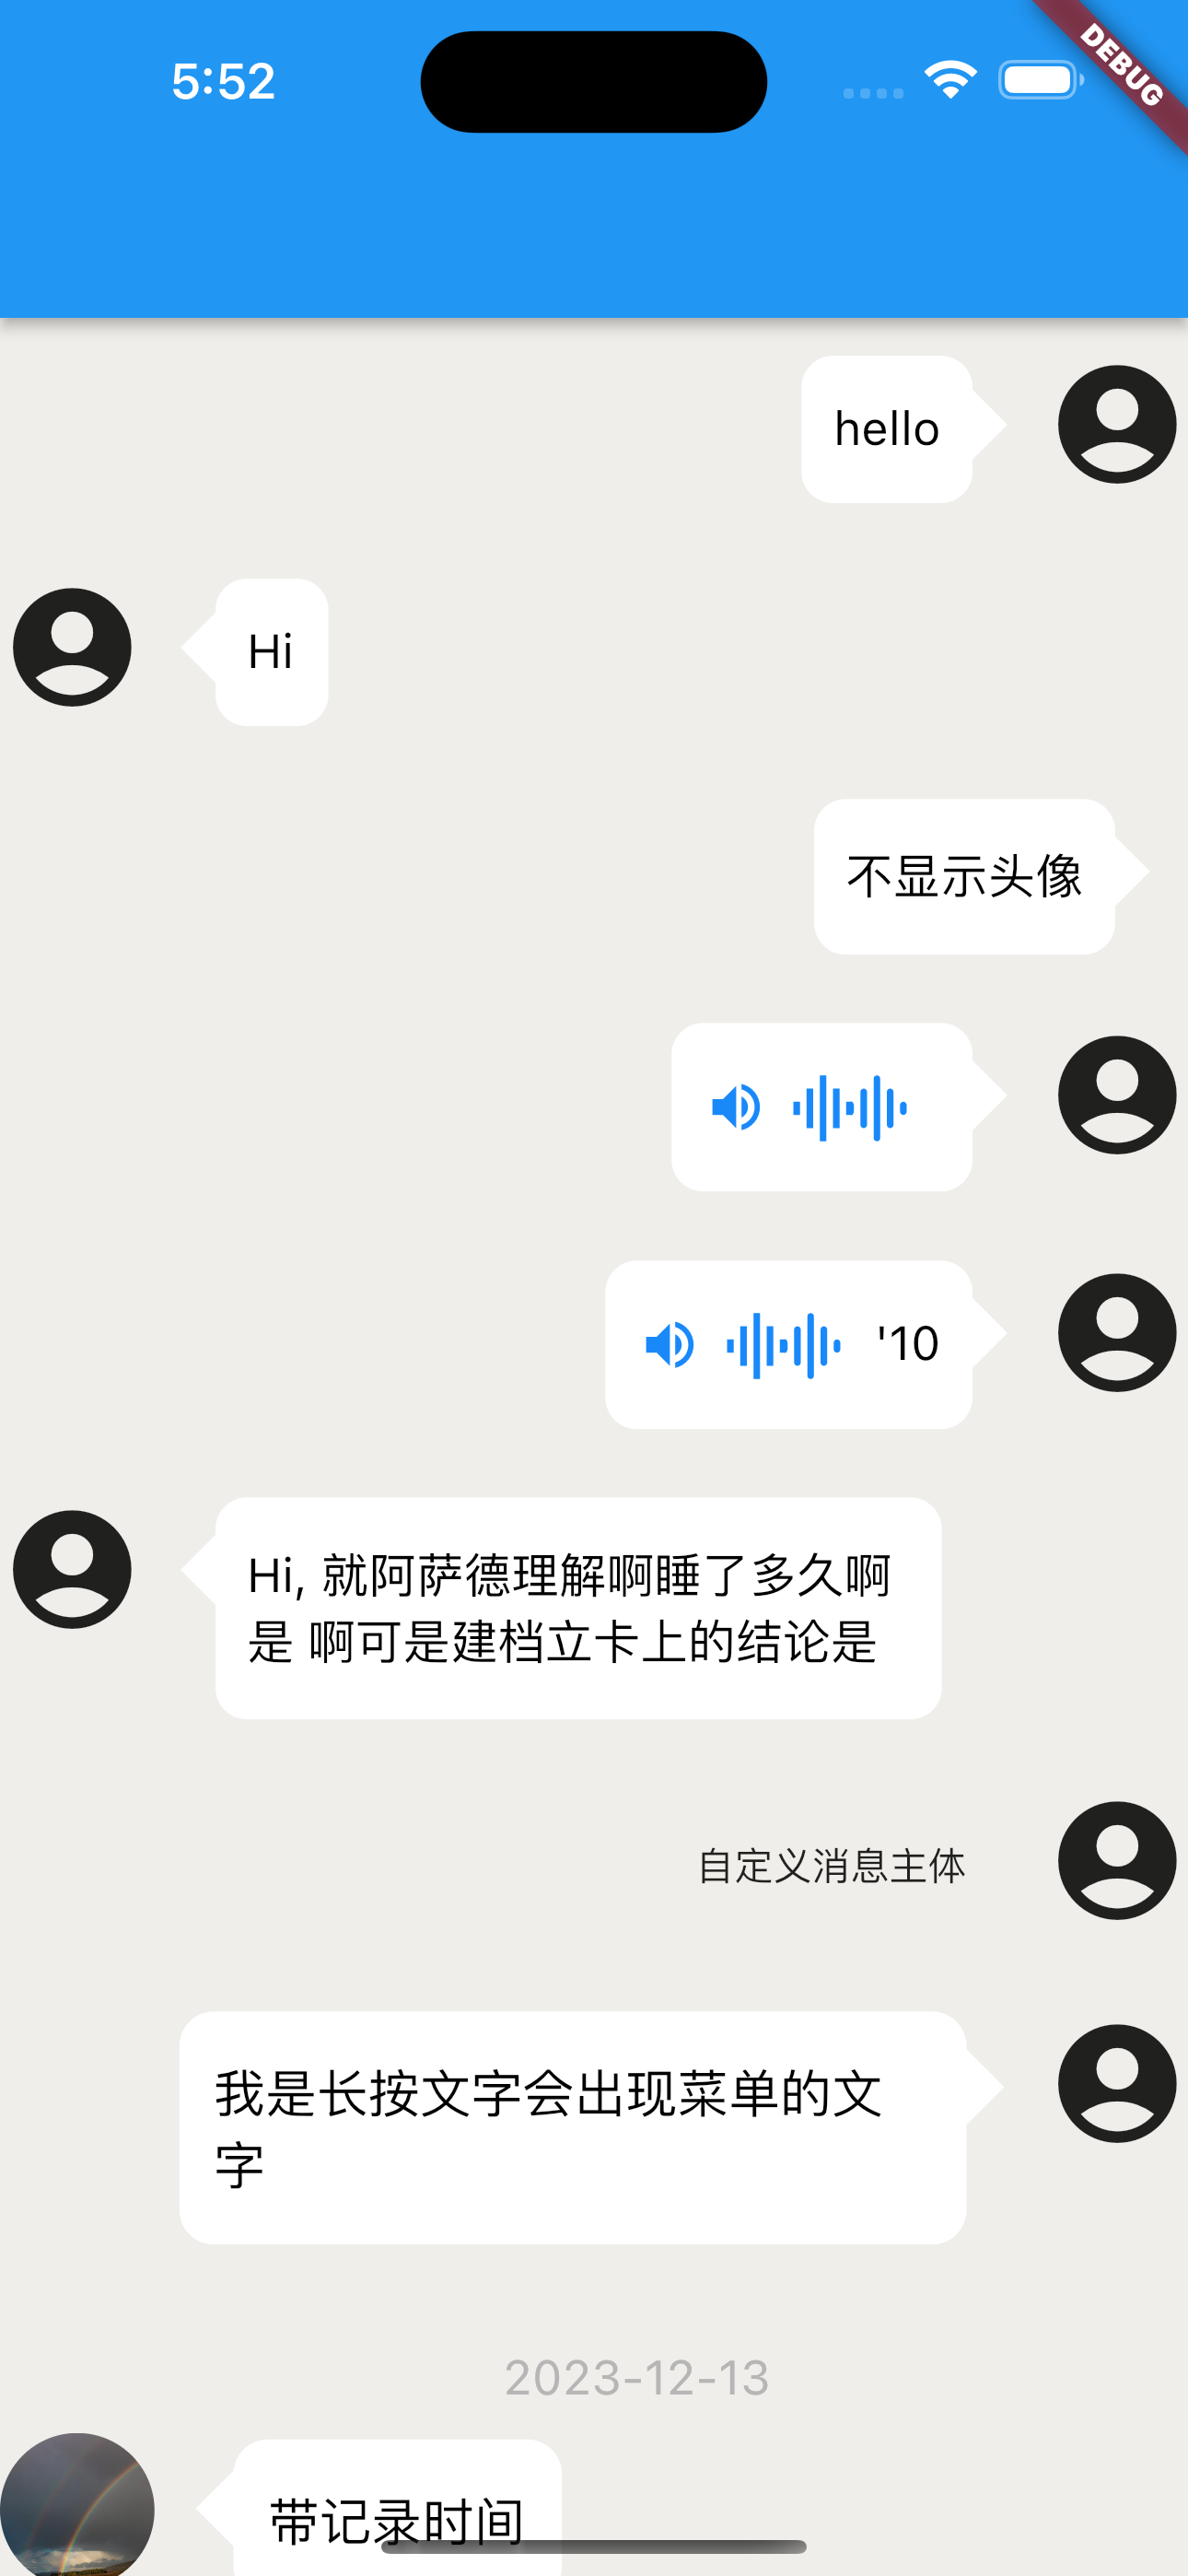 5:52
DEBUG
hello
Hi
不显示头像
'10
Hi, 就阿萨德理解啊睡了多久啊
是 啊可是建档立卡上的结论是
自定义消息主体
我是长按文字会出现菜单的文
字
2023-12-13
带记录时间